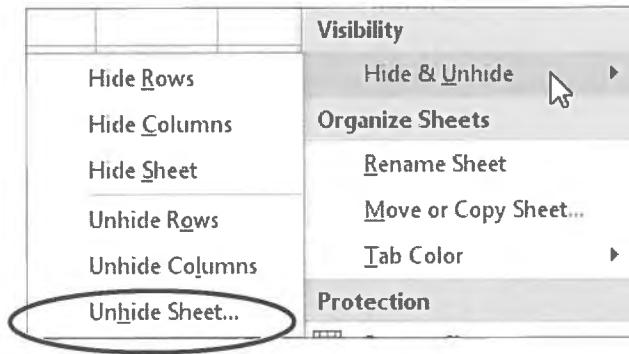 Visibility
Hide & Unhide
Organize Sheets
Rename Sheet
Move or Copy Sheet...
Tab Color
Protection
Hide Rows
Hide Columns
Hide Sheet
Unhide Rows
Unhide Columns
Unhide Sheet...